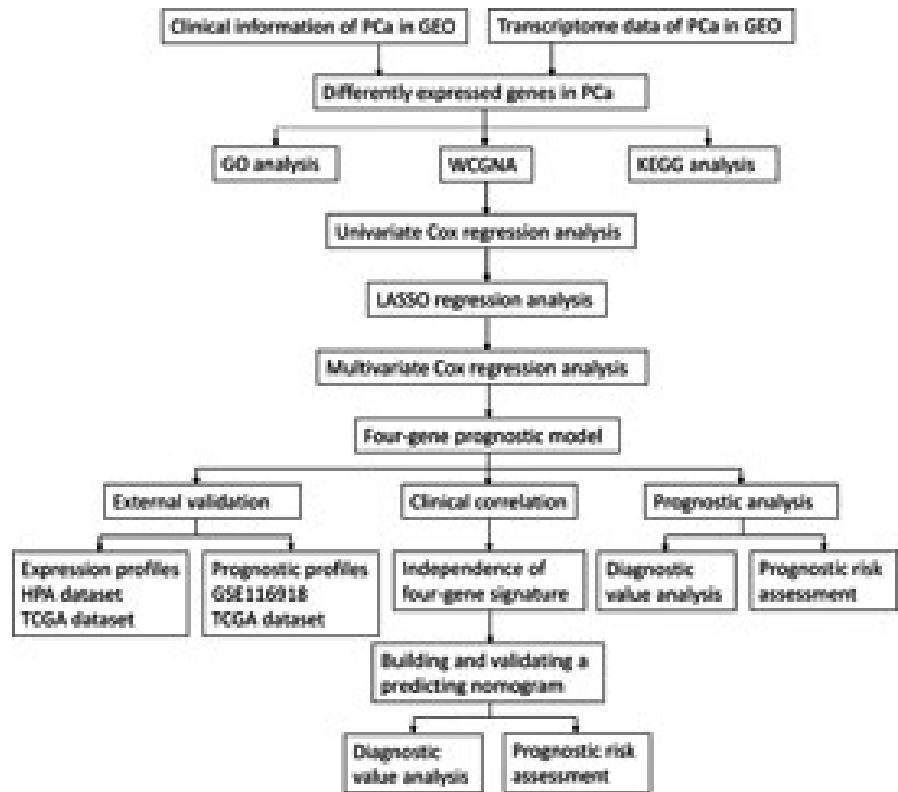 Clinical information of PCa in GEO
Transcriptome data of PCa in GEO
Differently expressed genes in PCa
GO analysis
WCGNA
KEGG analysis
Univariate Cox regression analysis
LASSO regression analysis
Multivariate Cox regression analysis
Four-gene prognostic model
External validation
Clinical correlation
Prognostic analysis
Expression profiles
HPA dataset
TCGA dataset
Prognostic profiles
GSE116918
TCGA dataset
Independence of
four-gene signature
Diagnostic
value analysis
Prognostic risk
assessment
Building and validating a
predicting nomogram
Diagnostic
value analysis
Prognostic risk
assessment